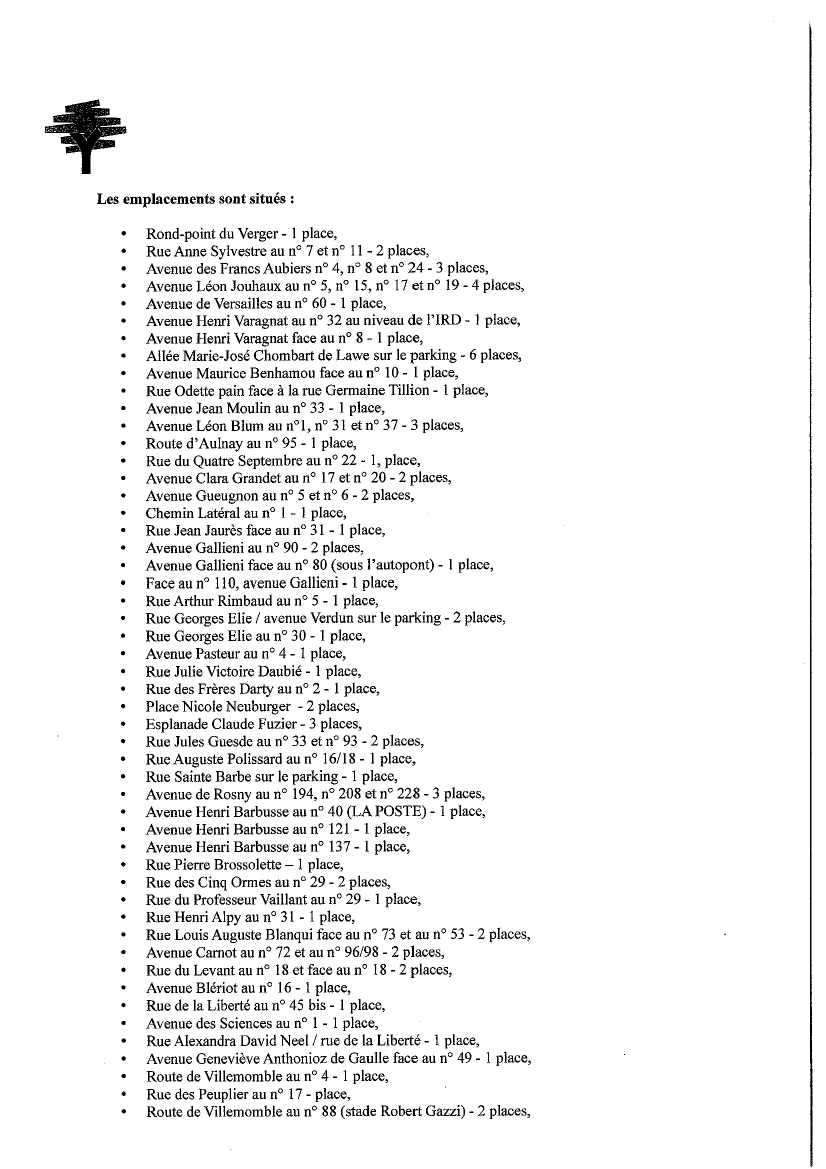 Les emplacements sont situés :
• Rond-point du Verger - 1 place,
• Rue Anne Sylvestre au n° 7 et n° 11 - 2 places,
• Avenue des Francs Aubiers n° 4, n° 8 et n° 24 - 3 places,
• Avenue Léon Jouhaux au n° 5, n° 15, n° 17 et n° 19 - 4 places,
• Avenue de Versailles au n° 60 - 1 place,
• Avenue Henri Varagnat au n° 32 au niveau de l'IRD - 1 place,
• Avenue Henri Varagnat face au n° 8 - 1 place,
• Allée Marie-José Chombart de Lawe sur le parking - 6 places,
• Avenue Maurice Benhamou face au n° 10 - 1 place,
• Rue Odette pain face à la rue Germaine Tillion - 1 place,
• Avenue Jean Moulin au n° 33 - 1 place,
• Avenue Léon Blum au n°1, n° 31 et n° 37 - 3 places,
• Route d'Aulnay au n° 95 - 1 place,
• Rue du Quatre Septembre au n° 22 - 1, place,
• Avenue Clara Grandet au n° 17 et n° 20 - 2 places,
• Avenue Gueugnon au n° 5 et n° 6 - 2 places,
• Chemin Latéral au n° 1 - 1 place,
• Rue Jean Jaurès face au n° 31 - 1 place,
• Avenue Gallieni au n° 90 - 2 places,
• Avenue Gallieni face au n° 80 (sous l'autopont) - 1 place,
• Face au n° 110, avenue Gallieni - 1 place,
• Rue Arthur Rimbaud au n° 5 - 1 place,
• Rue Georges Elie / avenue Verdun sur le parking - 2 places,
• Rue Georges Elie au n° 30 - 1 place,
• Avenue Pasteur au n° 4 - 1 place,
• Rue Julie Victoire Daubié - 1 place,
• Rue des Frères Darty au n° 2 - 1 place,
• Place Nicole Neuburger - 2 places,
• Esplanade Claude Fuzier - 3 places,
• Rue Jules Guesde au n° 33 et n° 93 - 2 places,
• Rue Auguste Polissard au n° 16/18 - 1 place,
• Rue Sainte Barbe sur le parking - 1 place,
• Avenue de Rosny au n° 194, n° 208 et n° 228 - 3 places,
• Avenue Henri Barbusse au n° 40 (LA POSTE) - 1 place,
• Avenue Henri Barbusse au n° 121 - 1 place,
• Avenue Henri Barbusse au n° 137 - 1 place,
• Rue Pierre Brossolette – 1 place,
• Rue des Cinq Ormes au n° 29 - 2 places,
• Rue du Professeur Vaillant au n° 29 - 1 place,
• Rue Henri Alpy au n° 31 - 1 place,
• Rue Louis Auguste Blanqui face au n° 73 et au n° 53 - 2 places,
• Avenue Carnot au n° 72 et au n° 96/98 - 2 places,
• Rue du Levant au n° 18 et face au n° 18 - 2 places,
• Avenue Blériot au n° 16 - 1 place,
• Rue de la Liberté au n° 45 bis - 1 place,
• Avenue des Sciences au n° 1 - 1 place,
• Rue Alexandra David Neel / rue de la Liberté - 1 place,
• Avenue Geneviève Anthonioz de Gaulle face au n° 49 - 1 place,
• Route de Villemomble au n° 4 - 1 place,
• Rue des Peuplier au n° 17 - place,
• Route de Villemomble au n° 88 (stade Robert Gazzi) - 2 places,